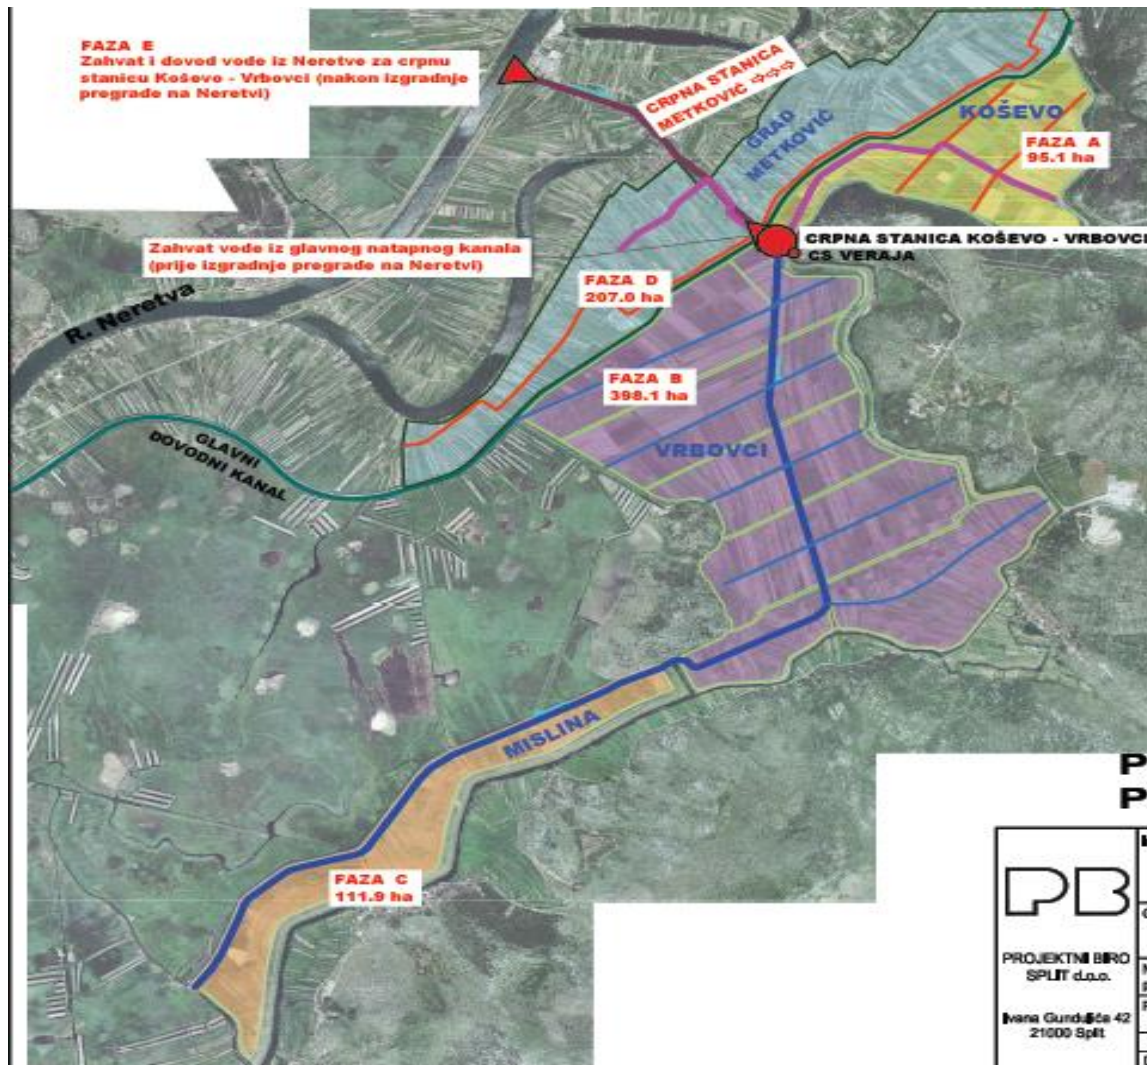 FAZA E
Zahvat i dovod vode iz Neretve za crpnu
stanicu Koševo - Vrbovci (nakon izgradnje
pregrade na Neretvi)
CRPNA STANICA
METKOVIĆ ⇨⇨⇨
GRAD
METKOVIĆ
KOŠEVO
FAZA A
95.1 ha
Zahvat vode iz glavnog natapnog kanala
(prije izgradnje pregrade na Neretvi)
CRPNA STANICA KOŠEVO - VRBOVCI
CS VERAJA
FAZA D
207.0 ha
R. Neretva
FAZA B
398.1 ha
VRBOVCI
GLAVNI
DOVODNI KANAL
MISLINA
FAZA C
111.9 ha
P
P
PB
PROJEKTNI BIRO
SPLIT d.o.o.
Ivana Gundulića 42
21000 Split